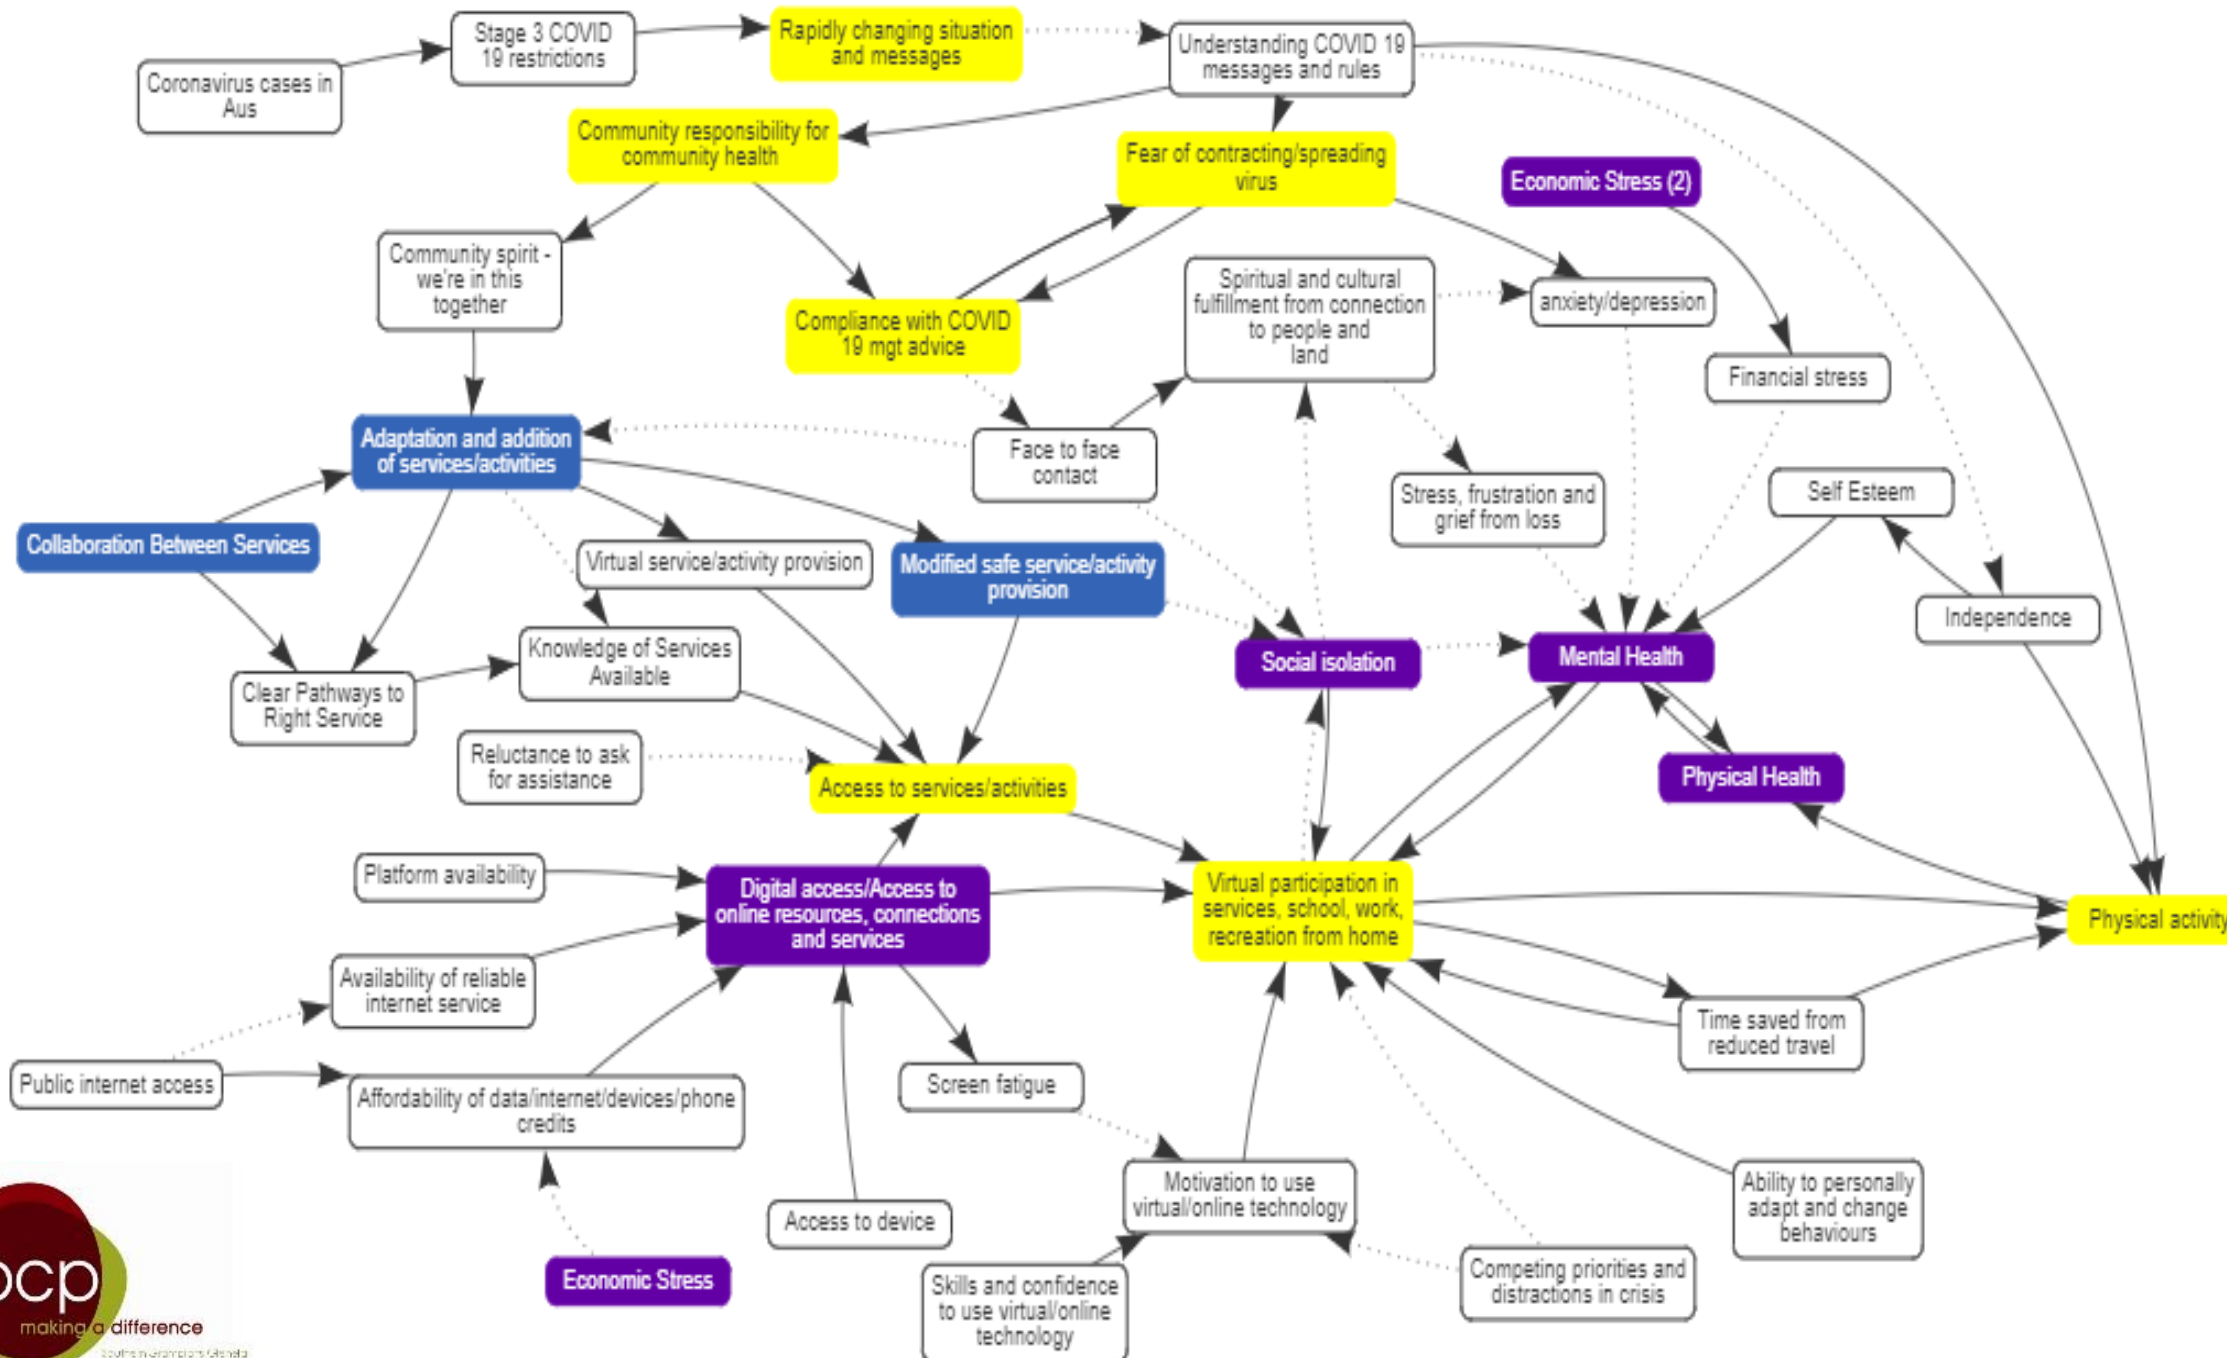 Coronavirus cases in
Aus
Stage 3 COVID
19 restrictions
Rapidly changing situation
and messages
Understanding COVID 19
messages and rules
Community responsibility for
community health
Fear of contracting/spreading
virus
Economic Stress (2)
Community spirit -
we're in this
together
Compliance with COVID
19 mgt advice
Spiritual and cultural
fulfillment from connection
to people and
land
anxiety/depression
Financial stress
Adaptation and addition
of services/activities
Face to face
contact
Stress, frustration and
grief from loss
Self Esteem
Collaboration Between Services
Virtual service/activity provision
Modified safe service/activity
provision
Independence
Knowledge of Services
Available
Social isolation
Mental Health
Clear Pathways to
Right Service
Reluctance to ask
for assistance
Access to services/activities
Physical Health
Platform availability
Digital access/Access to
online resources, connections
and services
Virtual participation in
services, school, work,
recreation from home
Physical activity
Availability of reliable
internet service
Time saved from
reduced travel
Public internet access
Affordability of data/internet/devices/phone
credits
Screen fatigue
Access to device
Motivation to use
virtual/online technology
Ability to personally
adapt and change
behaviours
Economic Stress
Skills and confidence
to use virtual/online
technology
Competing priorities and
distractions in crisis
pcp
making a difference